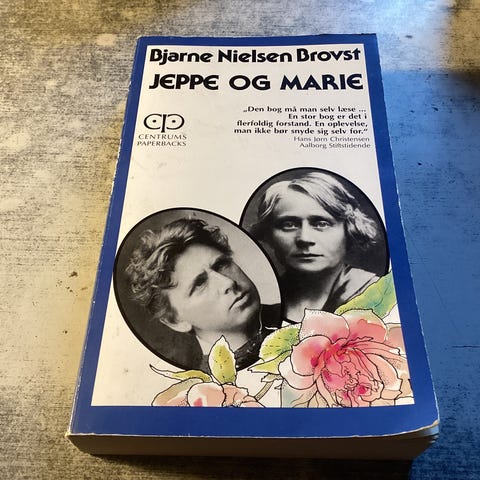 Bjarne Nielsen Brovst
JEPPE OG MARIE
„Den bog må man selv læse ...
En stor bog er det i
flerfoldig forstand. En oplevelse,
man ikke bør snyde sig selv for.“
Hans Jørn Christensen
Aalborg Stiftstidende
cp
CENTRUMS
PAPERBACKS